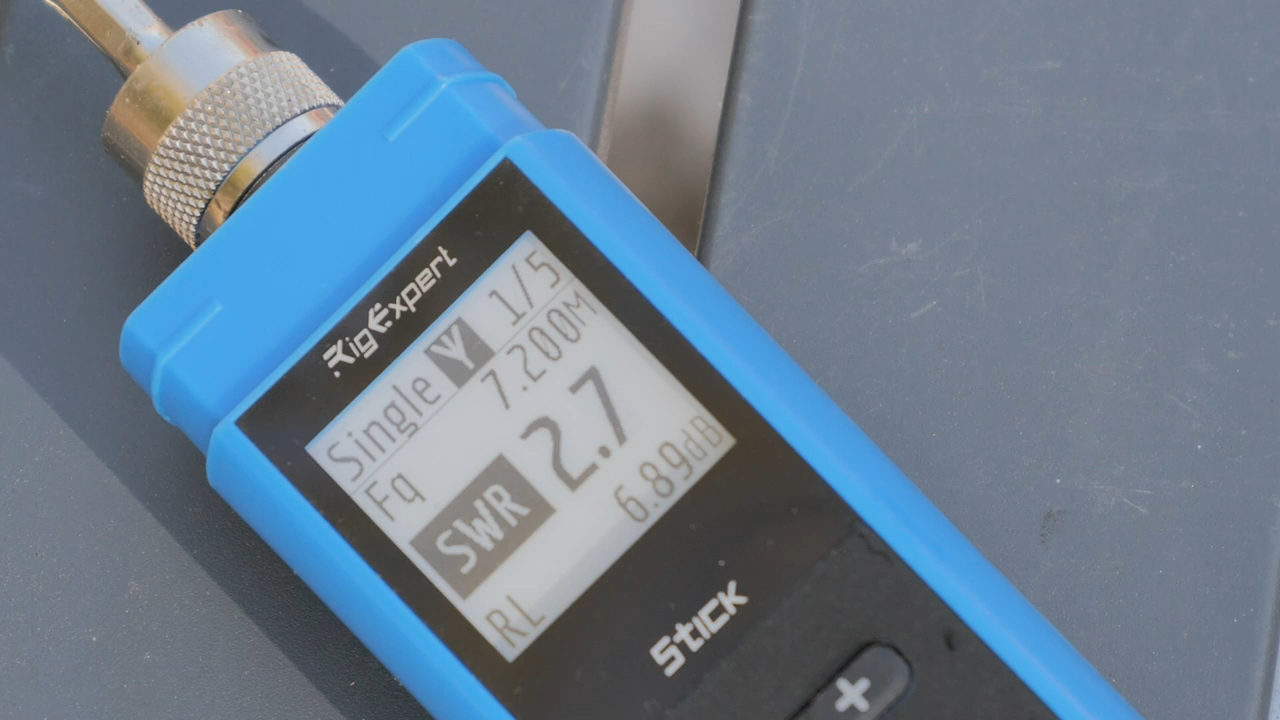 RigExpert
Single 1/5
Fq 7.200M
SWR 2.7
RL 6.89dB
Stick
+